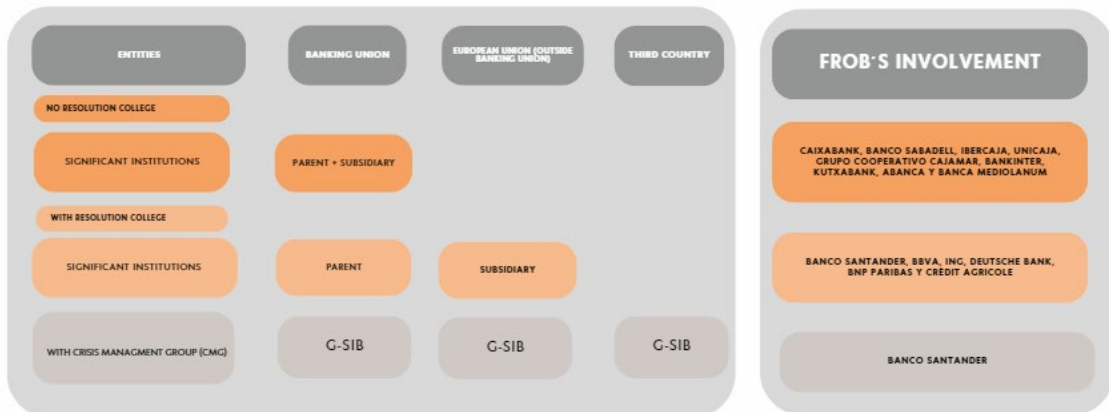 ENTITIES
BANKING UNION
EUROPEAN UNION (OUTSIDE
BANKING UNION)
THIRD COUNTRY
FROB´S INVOLVEMENT
NO RESOLUTION COLLEGE
SIGNIFICANT INSTITUTIONS
PARENT + SUBSIDIARY
CAIXABANK, BANCO SABADELL, IBERCAJA, UNICAJA,
GRUPO COOPERATIVO CAJAMAR, BANKINTER,
KUTXABANK, ABANCA Y BANCA MEDIOLANUM
WITH RESOLUTION COLLEGE
SIGNIFICANT INSTITUTIONS
PARENT
SUBSIDIARY
BANCO SANTANDER, BBVA, ING, DEUTSCHE BANK,
BNP PARIBAS Y CRÉDIT AGRICOLE
WITH CRISIS MANAGMENT GROUP (CMG)
G-SIB
G-SIB
G-SIB
BANCO SANTANDER